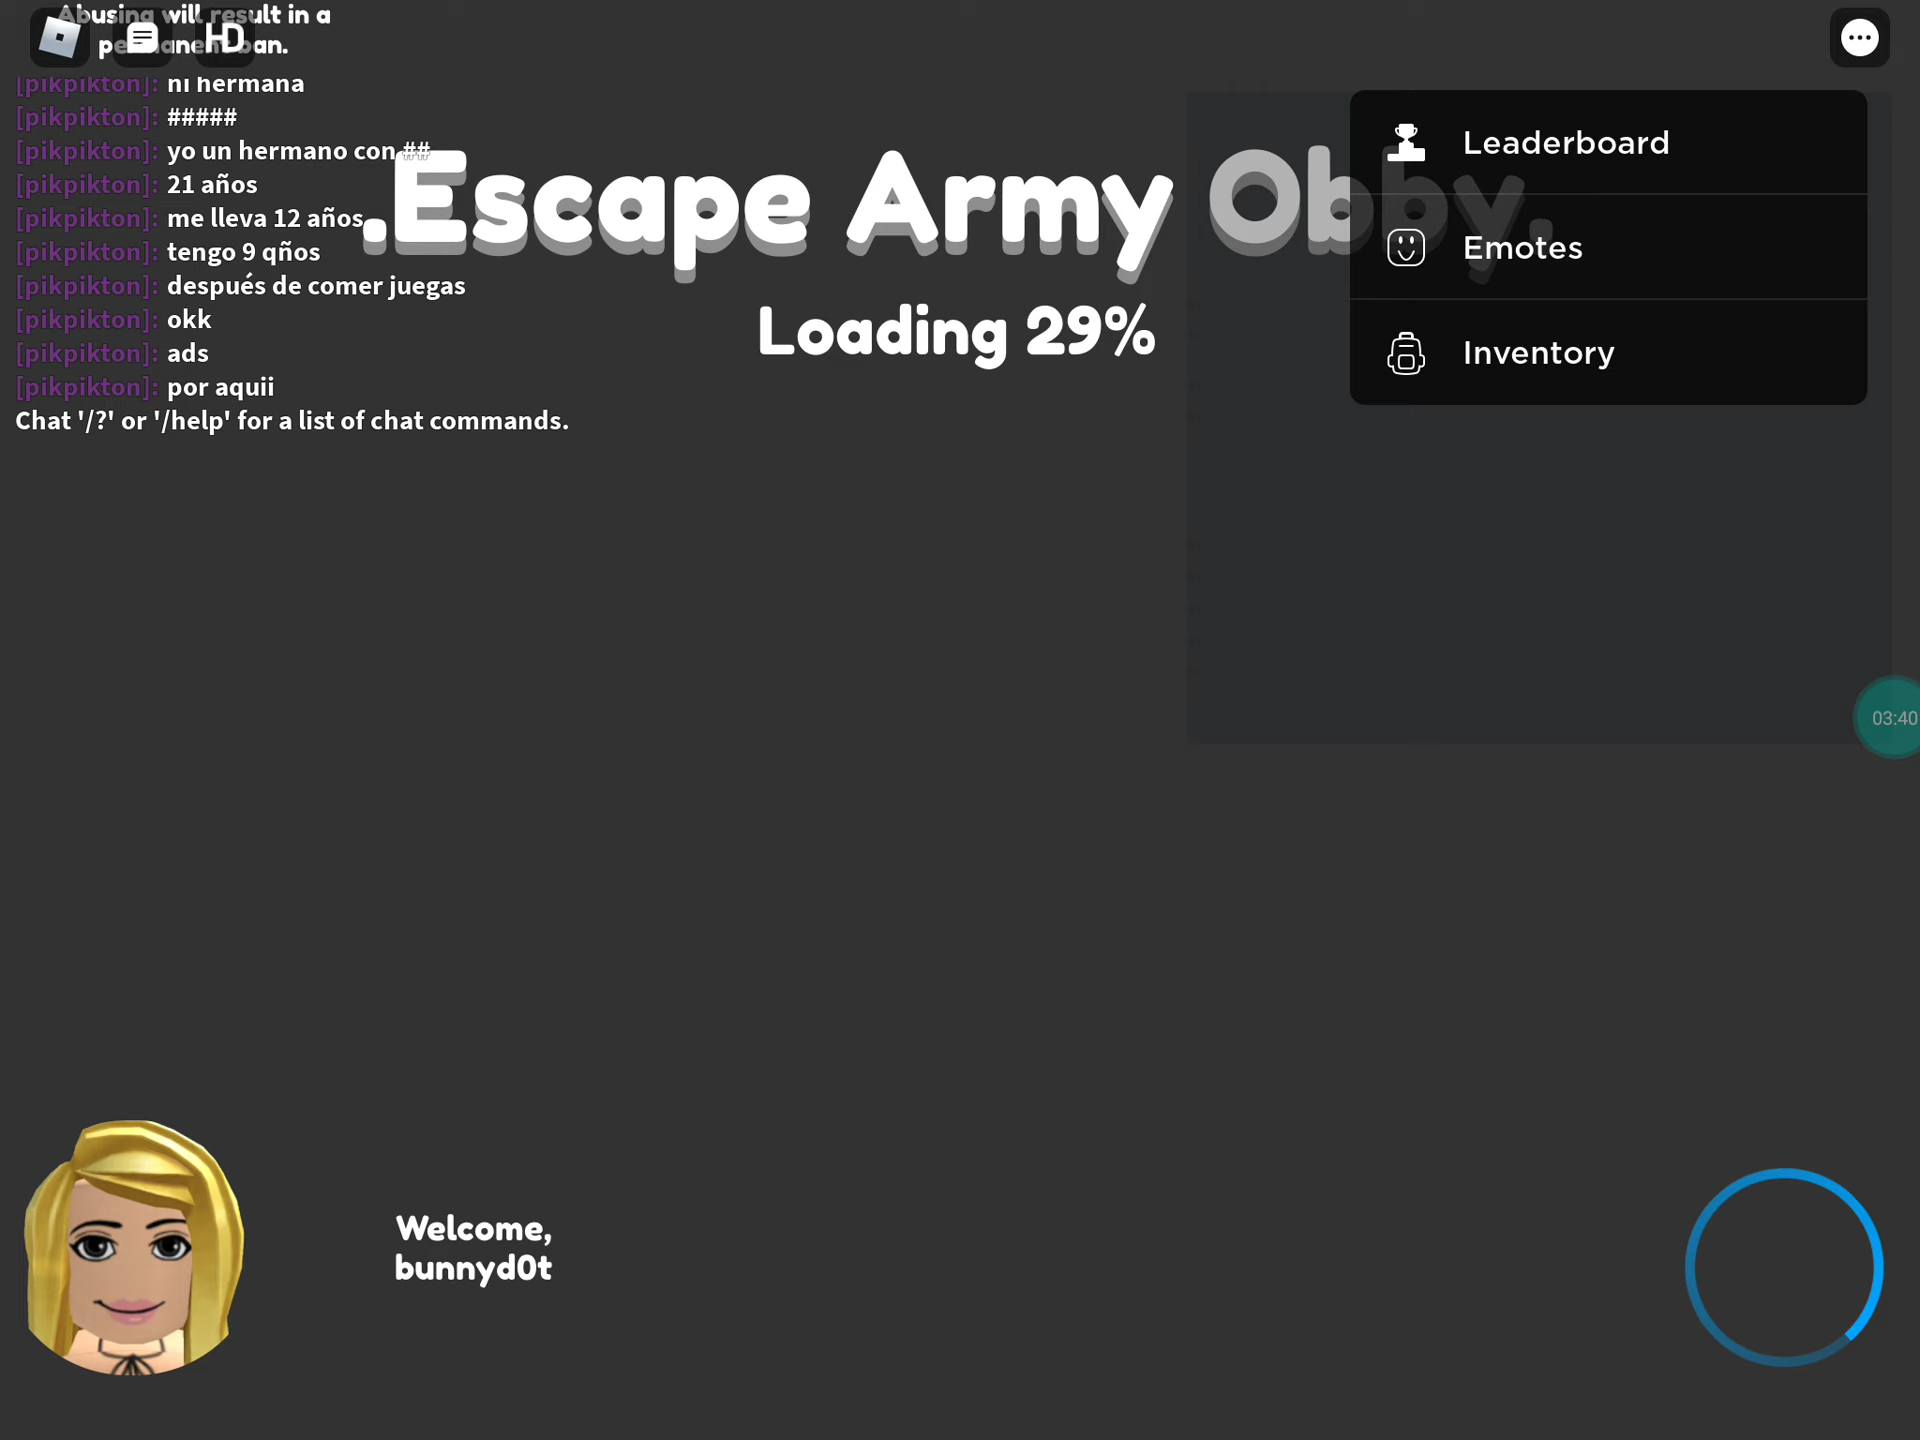 Abusing will result in a
permanent ban.
HD
[pikpikton]: ni hermana
[pikpikton]: #####
[pikpikton]: yo un hermano con ##
[pikpikton]: 21 años
[pikpikton]: me lleva 12 años
[pikpikton]: tengo 9 qños
[pikpikton]: después de comer juegas
[pikpikton]: okk
[pikpikton]: ads
[pikpikton]: por aquii
Chat '/?' or '/help' for a list of chat commands.
.Escape Army Obby.
Loading 29%
Leaderboard
Emotes
Inventory
03:40
Welcome,
bunnyd0t